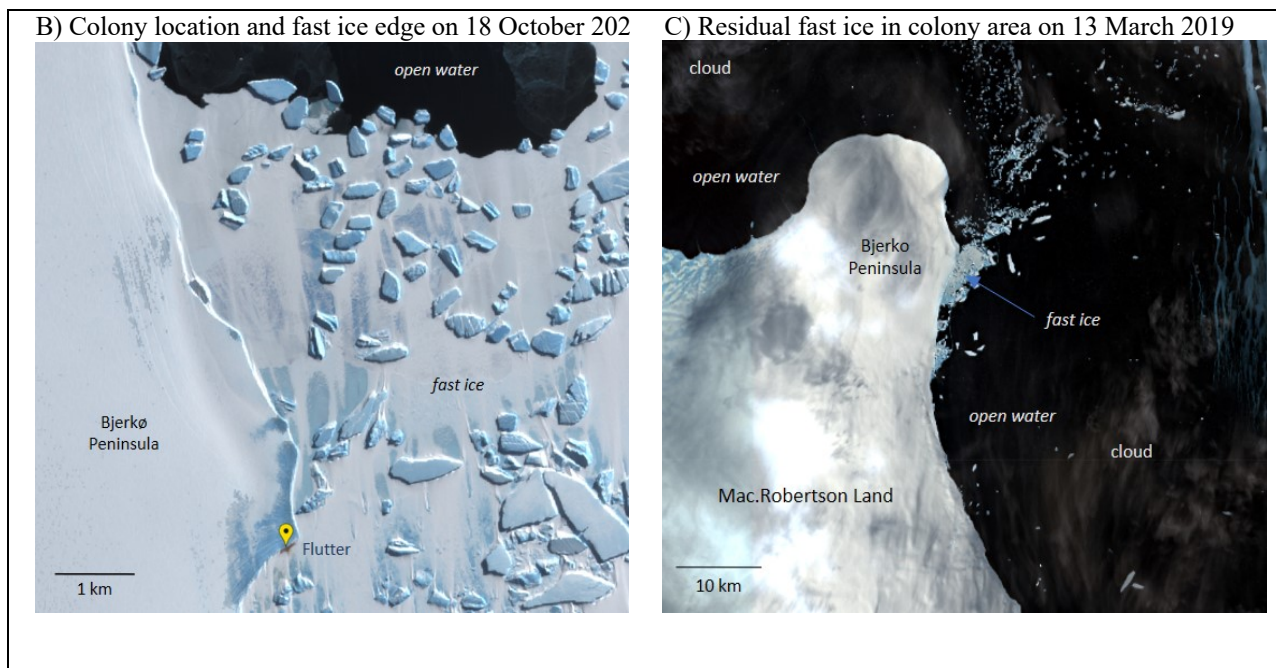 B) Colony location and fast ice edge on 18 October 202
open water
fast ice
Bjerkø
Peninsula
Flutter
1 km
C) Residual fast ice in colony area on 13 March 2019
cloud
open water
Bjerko
Peninsula
fast ice
open water
cloud
Mac.Robertson Land
10 km